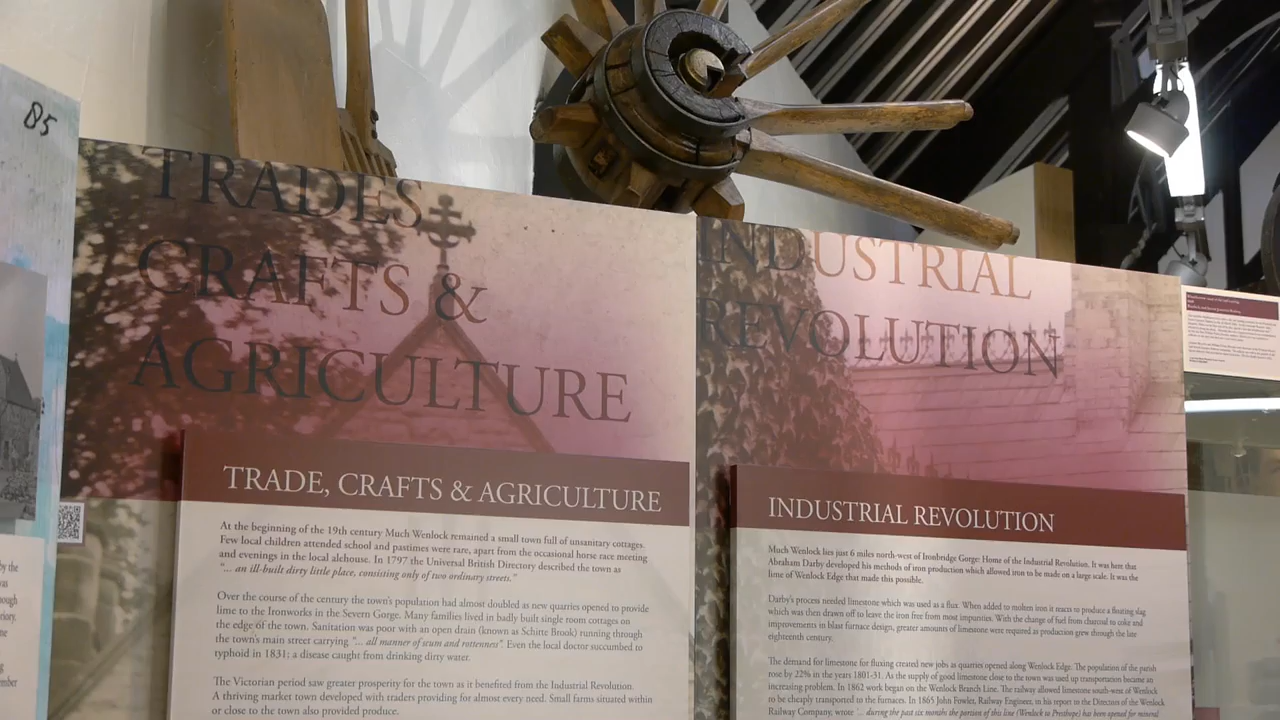 85
TRADES
CRAFTS &
AGRICULTURE
TRADE, CRAFTS & AGRICULTURE
At the beginning of the 19th century Much Wenlock remained a small town full of unsanitary cottages.
Few local children attended school and pastimes were rare, apart from the occasional horse race meeting
and evenings in the local alehouse. In 1797 the Universal British Directory described the town as
"... an ill-built dirty little place, consisting only of two ordinary streets."
Over the course of the century the town's population had almost doubled as new quarries opened to provide
lime to the Ironworks in the Severn Gorge. Many families lived in badly built single room cottages on
the edge of the town. Sanitation was poor with an open drain (known as Schitte Brook) running through
the town's main street carrying "... all manner of scum and rottenness". Even the local doctor succumbed to
typhoid in 1831; a disease caught from drinking dirty water.
The Victorian period saw greater prosperity for the town as it benefited from the Industrial Revolution.
A thriving market town developed with traders providing for almost every need. Small farms situated within
or close to the town also provided produce.
INDUSTRIAL
REVOLUTION
INDUSTRIAL REVOLUTION
Much Wenlock lies just 6 miles north-west of Ironbridge Gorge: Home of the Industrial Revolution. It was here that
Abraham Darby developed his methods of iron production which allowed iron to be made on a large scale. It was the
lime of Wenlock Edge that made this possible.
Darby's process needed limestone which was used as a flux. When added to molten iron it reacts to produce a floating slag
which was then drawn off to leave the iron free from most impurities. With the change of fuel from charcoal to coke and
improvements in blast furnace design, greater amounts of limestone were required as production grew through the late
eighteenth century.
The demand for limestone for fluxing created new jobs as quarries opened along Wenlock Edge. The population of the parish
rose by 22% in the years 1801-31. As the supply of good limestone close to the town was used up transportation became an
increasing problem. In 1862 work began on the Wenlock Branch Line. The railway allowed limestone south-west of Wenlock
to be cheaply transported to the furnaces. In 1865 John Fowler, Railway Engineer, in his report to the Directors of the Wenlock
Railway Company, wrote '... during the past six months the portion of this line (Wenlock to Presthope) has been opened for mineral